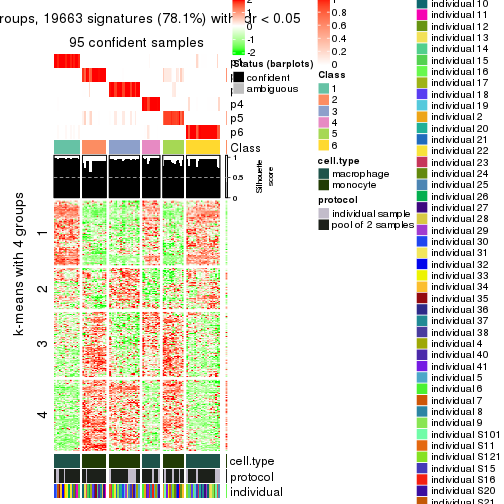 roups, 19663 signatures (78.1%) with fdr < 0.05
95 confident samples
p4
p5
p6
Class
1
0.5
0
Silhouette
score
k-means with 4 groups
1
2
3
4
cell.type
protocol
individual
2
1
0
-1
-2
Status (barplots)
confident
ambiguous
0.8
0.6
0.4
0.2
0
Class
1
2
3
4
5
6
cell.type
macrophage
monocyte
protocol
individual sample
pool of 2 samples
individual 10
individual 11
individual 12
individual 13
individual 14
individual 15
individual 16
individual 17
individual 18
individual 19
individual 2
individual 20
individual 21
individual 22
individual 23
individual 24
individual 25
individual 26
individual 27
individual 28
individual 29
individual 30
individual 31
individual 32
individual 33
individual 34
individual 35
individual 36
individual 37
individual 38
individual 4
individual 40
individual 41
individual 5
individual 6
individual 7
individual 8
individual 9
individual S101
individual S11
individual S121
individual S15
individual S16
individual S20
individual S21